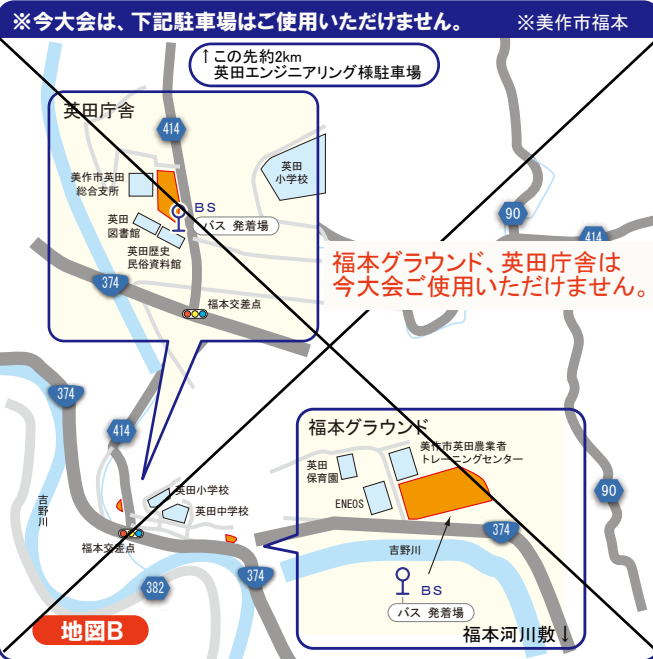 ※今大会は、下記駐車場はご使用いただけません。
※美作市福本
↑この先約2km
英田エンジニアリング様駐車場
英田庁舎
414
美作市英田
総合支所
英田
小学校
BS
バス 発着場
英田
図書館
英田歴史
民俗資料館
374
福本交差点
90
414
福本グラウンド、英田庁舎は
今大会ご使用いただけません。
374
414
吉野川
英田小学校
英田中学校
福本交差点
374
382
地図B
福本グラウンド
美作市英田農業者
トレーニングセンター
英田
保育園
ENEOS
374
吉野川
BS
バス 発着場
福本河川敷↓
90